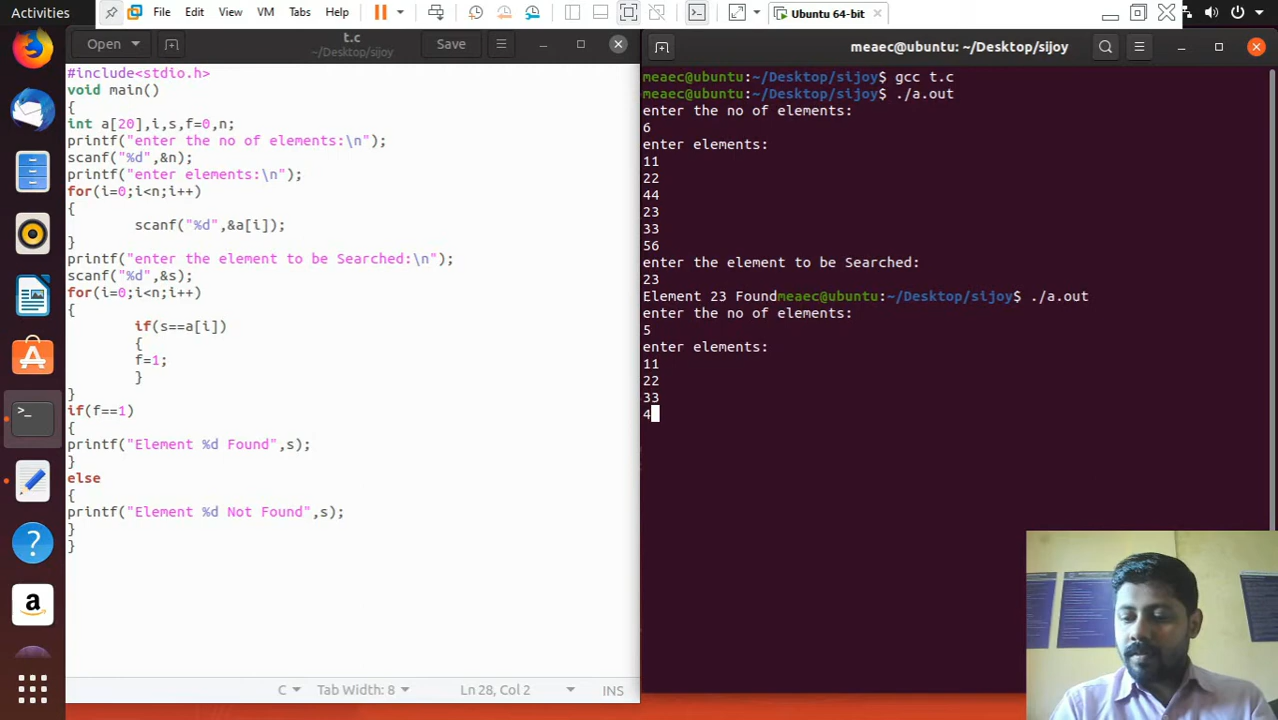 Activities
File Edit View VM Tabs Help
Ubuntu 64-bit
Open
t.c
~/Desktop/sijoy
Save
#include<stdio.h>
void main()
{
int a[20],i,s,f=0,n;
printf("enter the no of elements:\n");
scanf("%d",&n);
printf("enter elements:\n");
for(i=0;i<n;i++)
{
scanf("%d",&a[i]);
}
printf("enter the element to be Searched:\n");
scanf("%d",&s);
for(i=0;i<n;i++)
{
if(s==a[i])
{
f=1;
}
}
if(f==1)
{
printf("Element %d Found",s);
}
else
{
printf("Element %d Not Found",s);
}
}
C
Tab Width: 8
Ln 28, Col 2
INS
meaec@ubuntu: ~/Desktop/sijoy
meaec@ubuntu:~/Desktop/sijoy$ gcc t.c
meaec@ubuntu:~/Desktop/sijoy$ ./a.out
enter the no of elements:
6
enter elements:
11
22
44
23
33
56
enter the element to be Searched:
23
Element 23 Foundmeaec@ubuntu:~/Desktop/sijoy$ ./a.out
enter the no of elements:
5
enter elements:
11
22
33
4